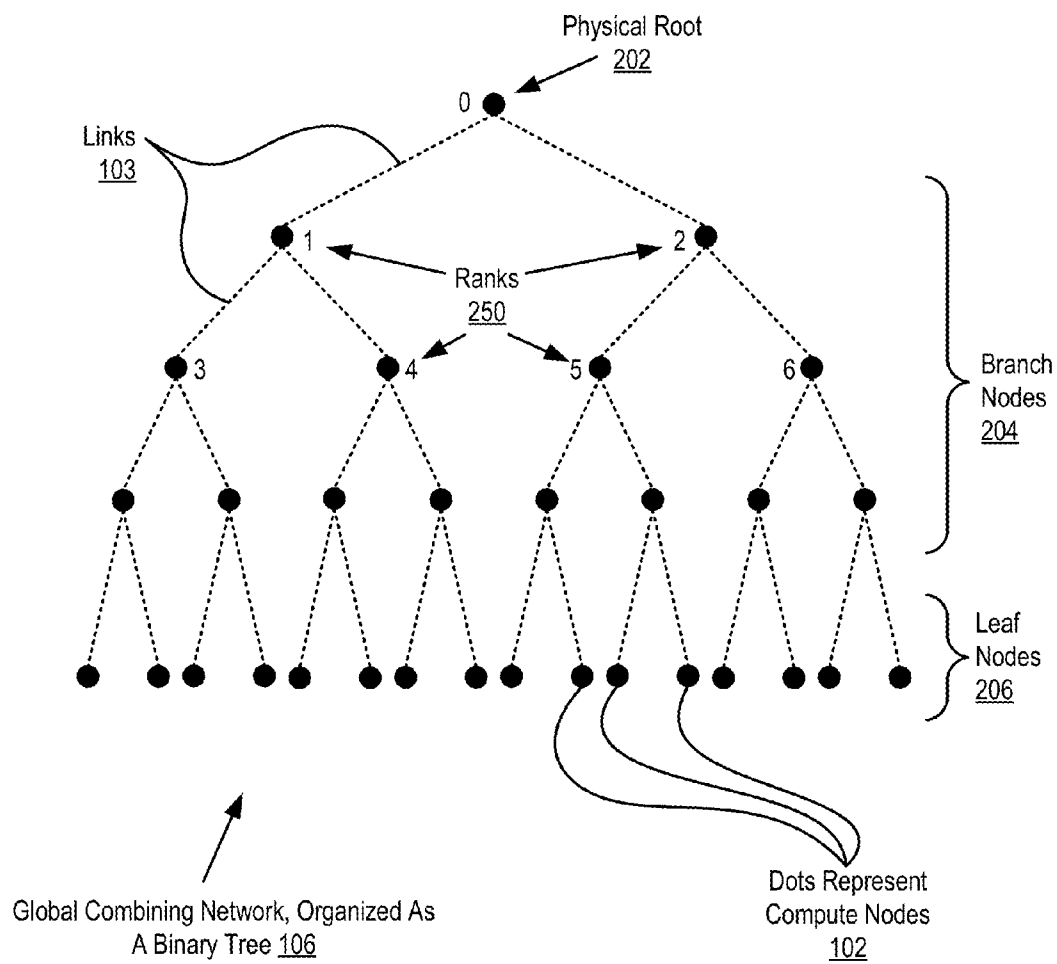 Physical Root
202
0
Links
103
1
2
Ranks
250
3
4
5
6
Branch
Nodes
204
Leaf
Nodes
206
Global Combining Network, Organized As
A Binary Tree 106
Dots Represent
Compute Nodes
102